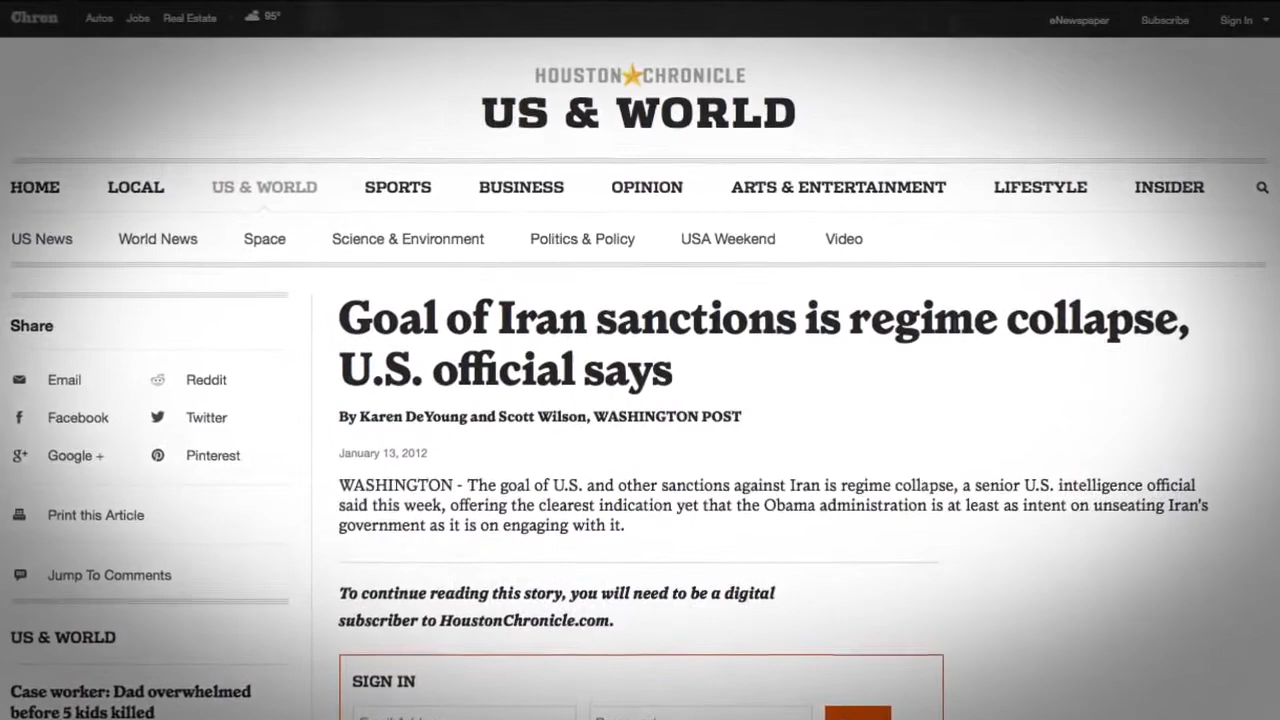 Chron Autos Jobs Real Estate 95° eNewspaper Subscribe Sign In
HOUSTON CHRONICLE
US & WORLD
HOME LOCAL US & WORLD SPORTS BUSINESS OPINION ARTS & ENTERTAINMENT LIFESTYLE INSIDER
US News World News Space Science & Environment Politics & Policy USA Weekend Video
Share
Email Reddit
Facebook Twitter
g+ Google + Pinterest
Print this Article
Jump To Comments
US & WORLD
Case worker: Dad overwhelmed
before 5 kids killed
Goal of Iran sanctions is regime collapse,
U.S. official says
By Karen DeYoung and Scott Wilson, WASHINGTON POST
January 13, 2012
WASHINGTON - The goal of U.S. and other sanctions against Iran is regime collapse, a senior U.S. intelligence official
said this week, offering the clearest indication yet that the Obama administration is at least as intent on unseating Iran's
government as it is on engaging with it.
To continue reading this story, you will need to be a digital
subscriber to HoustonChronicle.com.
SIGN IN